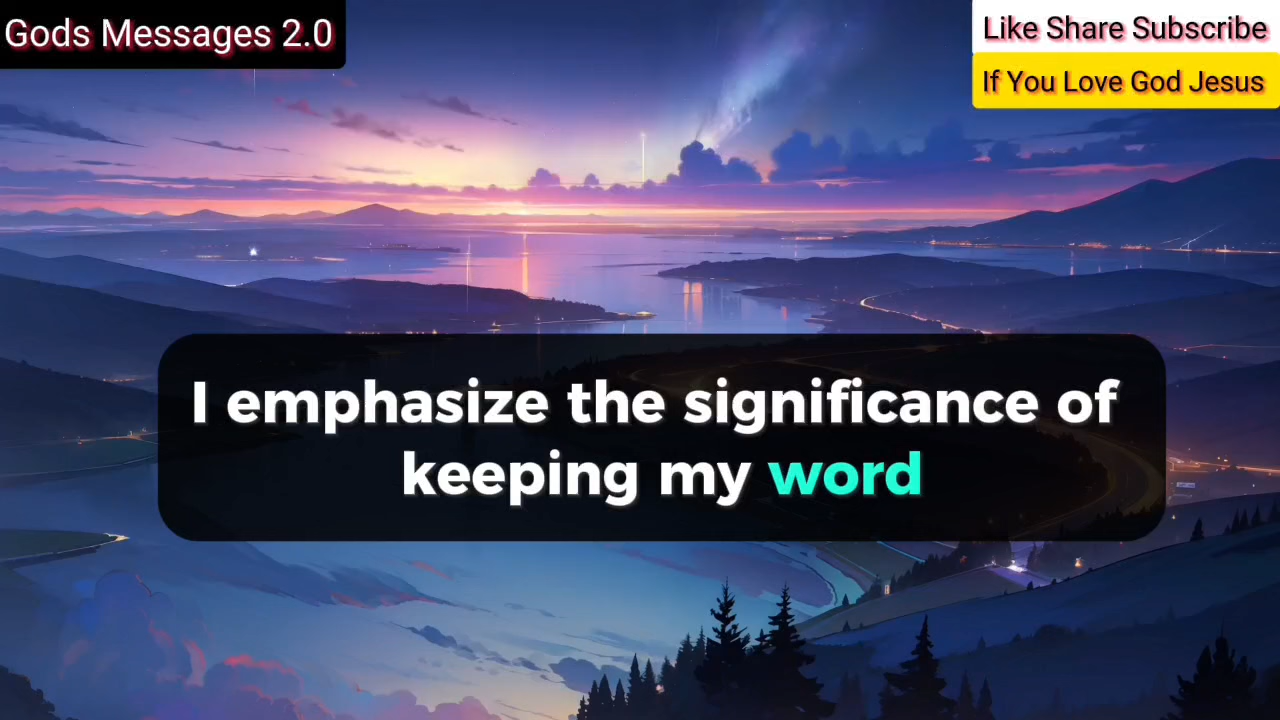 Gods Messages 2.0
Like Share Subscribe
If You Love God Jesus
I emphasize the significance of
keeping my word